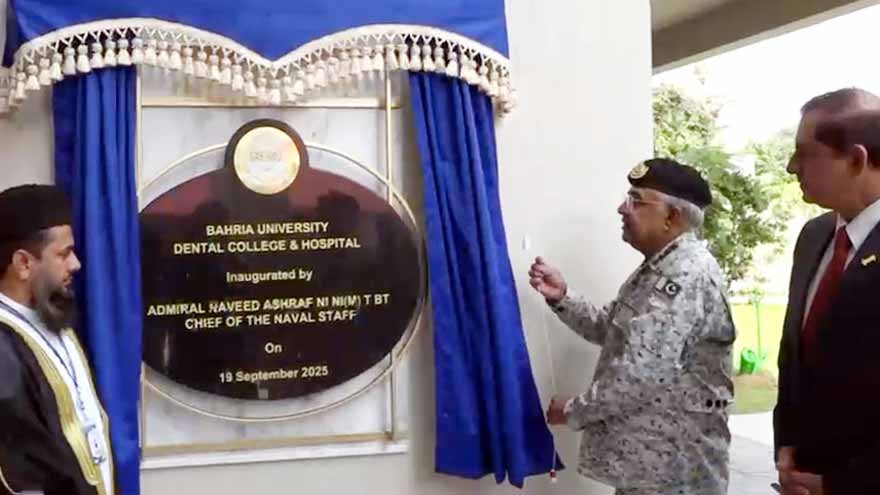 BAHRIA UNIVERSITY
DENTAL COLLEGE & HOSPITAL
Inaugurated by
ADMIRAL NAVEED ASHRAF NI NI(M) T BT
CHIEF OF THE NAVAL STAFF
On
19 September 2025